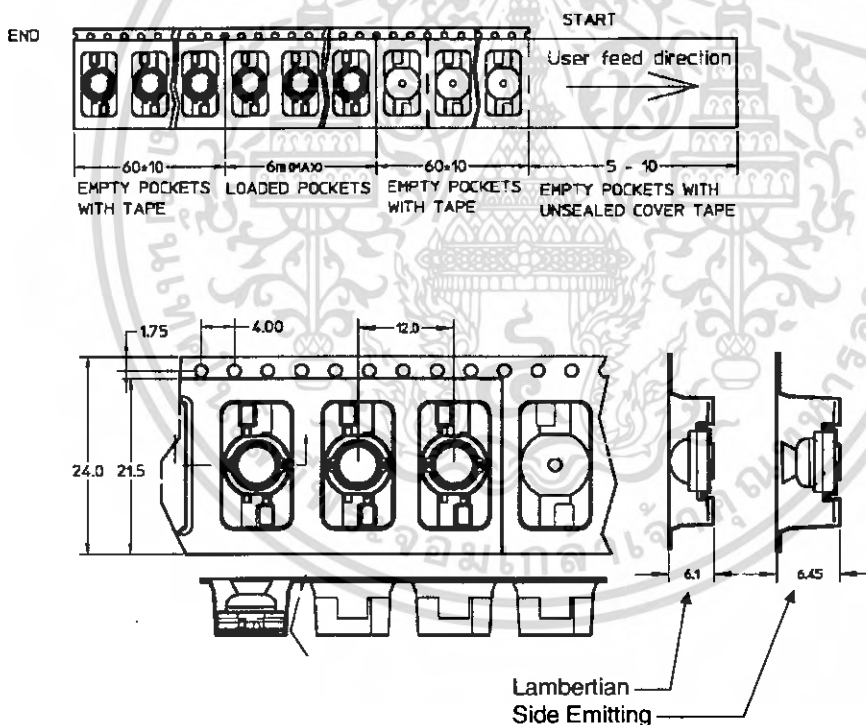 START
END
User feed direction
60±10
6m(MAX)
60±10
5 - 10
EMPTY POCKETS WITH TAPE
LOADED POCKETS
EMPTY POCKETS WITH TAPE
EMPTY POCKETS WITH UNSEALED COVER TAPE
1.75
4.00
12.0
24.0
21.5
6.1
6.45
Lambertian
Side Emitting